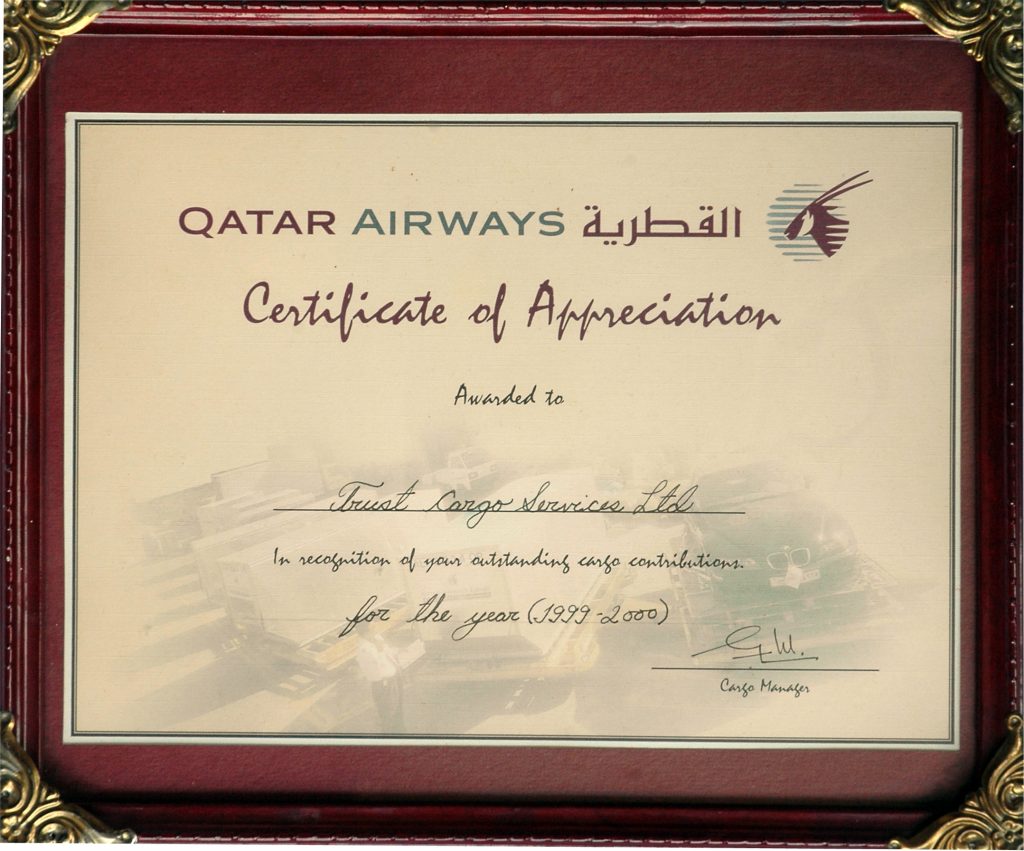 QATAR AIRWAYS القطرية
Certificate of Appreciation
Awarded to
Trust Cargo Services Ltd
In recognition of your outstanding cargo contributions.
for the year (1999-2000)
Cargo Manager